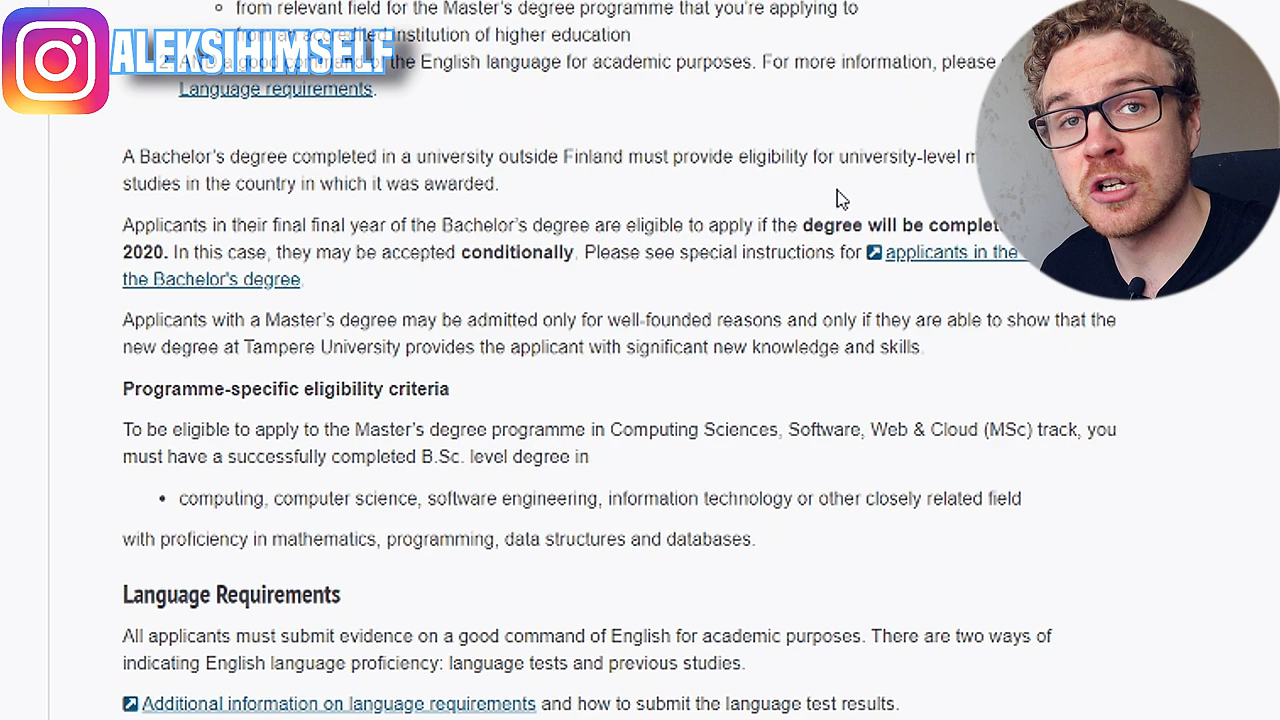 from relevant field for the Master's degree programme that you're applying to
from an accredited institution of higher education
ALEKSIHIMSELF
2. AND a good command of the English language for academic purposes. For more information, please
Language requirements.
A Bachelor's degree completed in a university outside Finland must provide eligibility for university-level
studies in the country in which it was awarded.
Applicants in their final final year of the Bachelor's degree are eligible to apply if the degree will be
2020. In this case, they may be accepted conditionally. Please see special instructions for applicants in the
the Bachelor's degree.
Applicants with a Master's degree may be admitted only for well-founded reasons and only if they are able to show that the
new degree at Tampere University provides the applicant with significant new knowledge and skills.
Programme-specific eligibility criteria
To be eligible to apply to the Master's degree programme in Computing Sciences, Software, Web & Cloud (MSc) track, you
must have a successfully completed B.Sc. level degree in
• computing, computer science, software engineering, information technology or other closely related field
with proficiency in mathematics, programming, data structures and databases.
Language Requirements
All applicants must submit evidence on a good command of English for academic purposes. There are two ways of
indicating English language proficiency: language tests and previous studies.
Additional information on language requirements and how to submit the language test results.